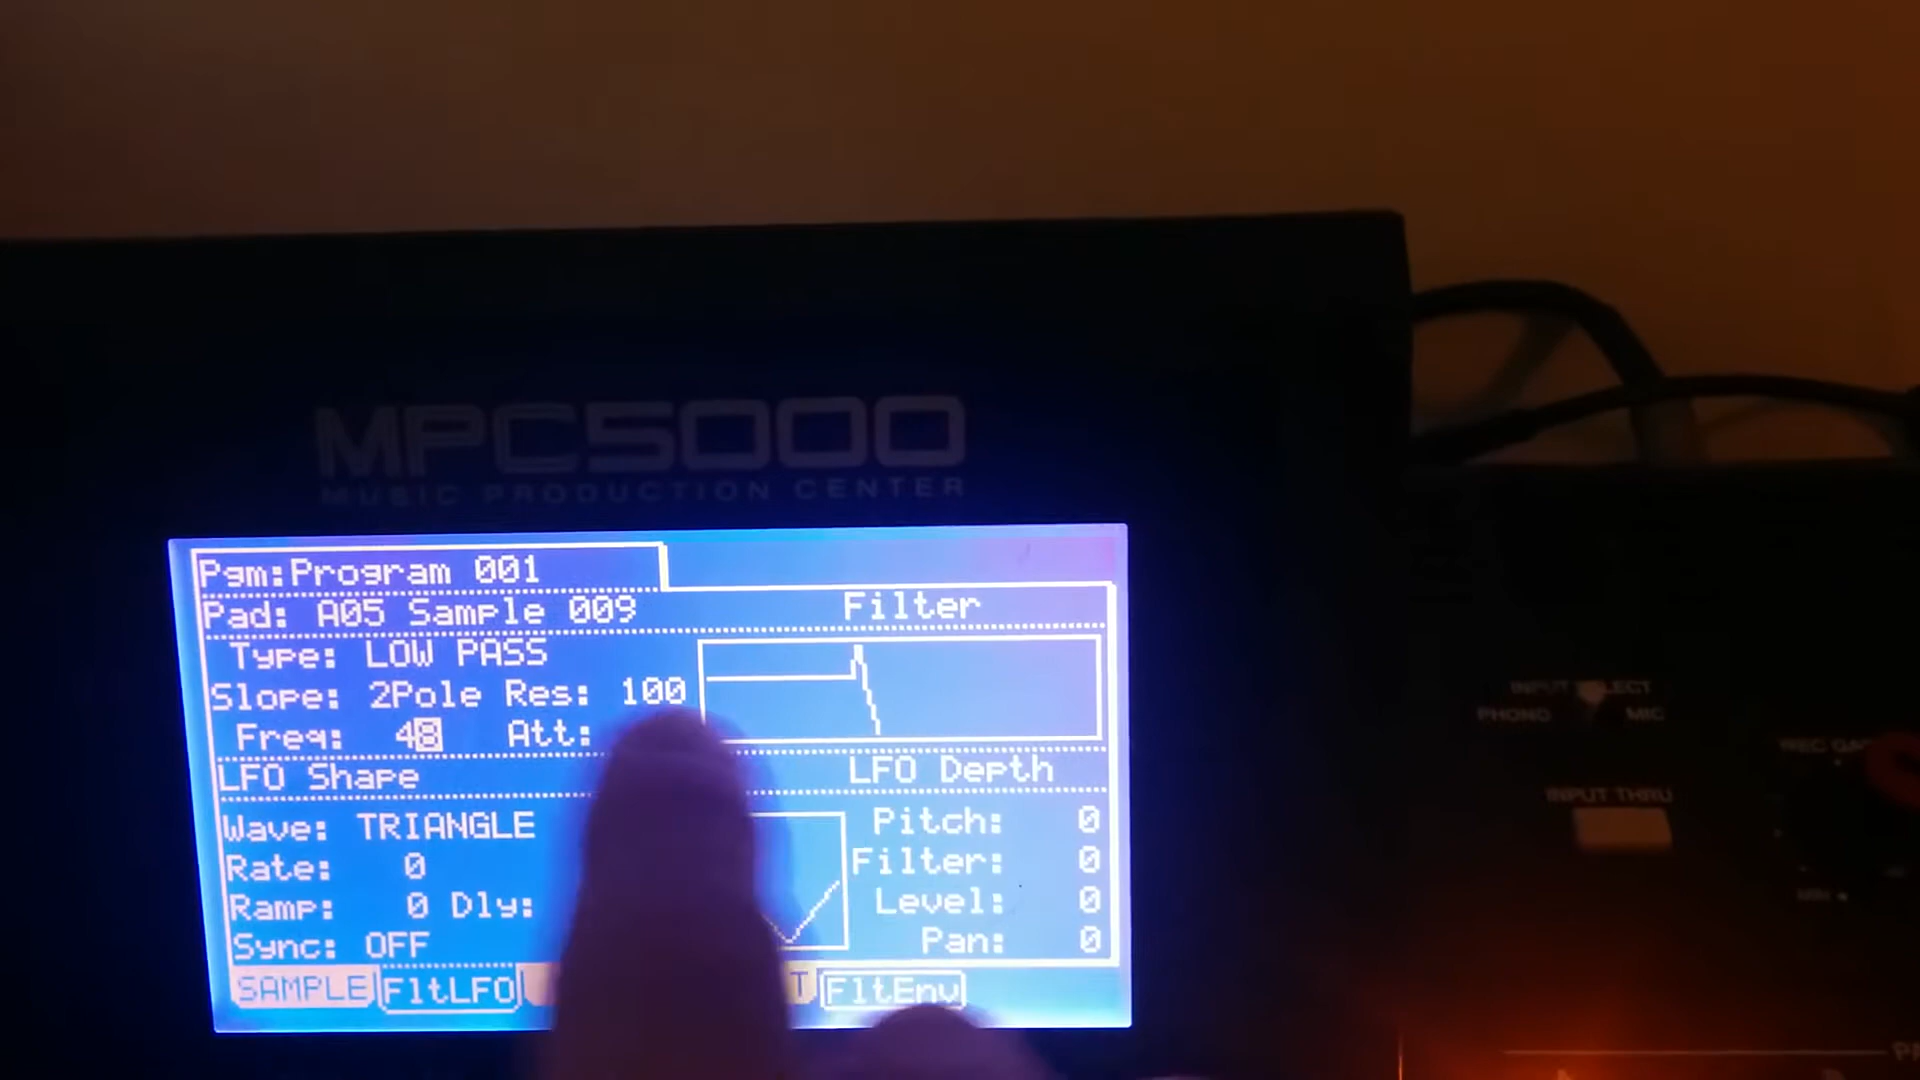 MPC5000
MUSIC PRODUCTION CENTER
Pgm:Program 001
Pad: A05 Sample 009 Filter
Type: LOW PASS
Slope: 2Pole Res: 100
Freq: 48 Att:
LFO Shape LFO Depth
Wave: TRIANGLE Pitch: 0
Rate: 0 Filter: 0
Ramp: 0 Dly: Level: 0
Sync: OFF Pan: 0
SAMPLE FltLFO T FltEnv
INPUT SELECT
PHONO MIC
INPUT THRU
REC
MIN